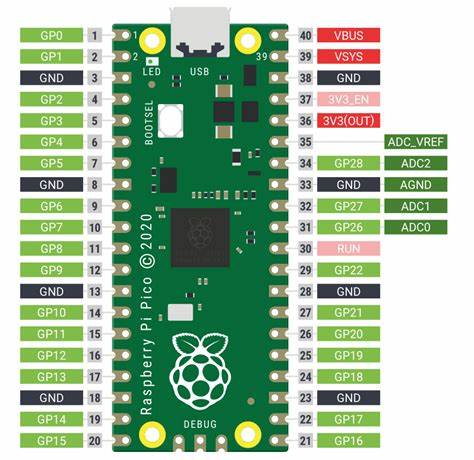 GP0 1 1 40 VBUS
GP1 2 2 39 39 VSYS
GND 3 LED USB 38 GND
GP2 4 37 3V3_EN
GP3 5 BOOTSEL 36 3V3(OUT)
GP4 6 35 ADC_VREF
GP5 7 34 GP28 ADC2
GND 8 33 GND AGND
GP6 9 32 GP27 ADC1
GP7 10 31 GP26 ADC0
GP8 11 30 RUN
GP9 12 29 GP22
GND 13 28 GND
GP10 14 27 GP21
GP11 15 26 GP20
GP12 16 25 GP19
GP13 17 24 GP18
GND 18 23 GND
GP14 19 22 GP17
GP15 20 21 GP16
Raspberry Pi Pico © 2020
DEBUG